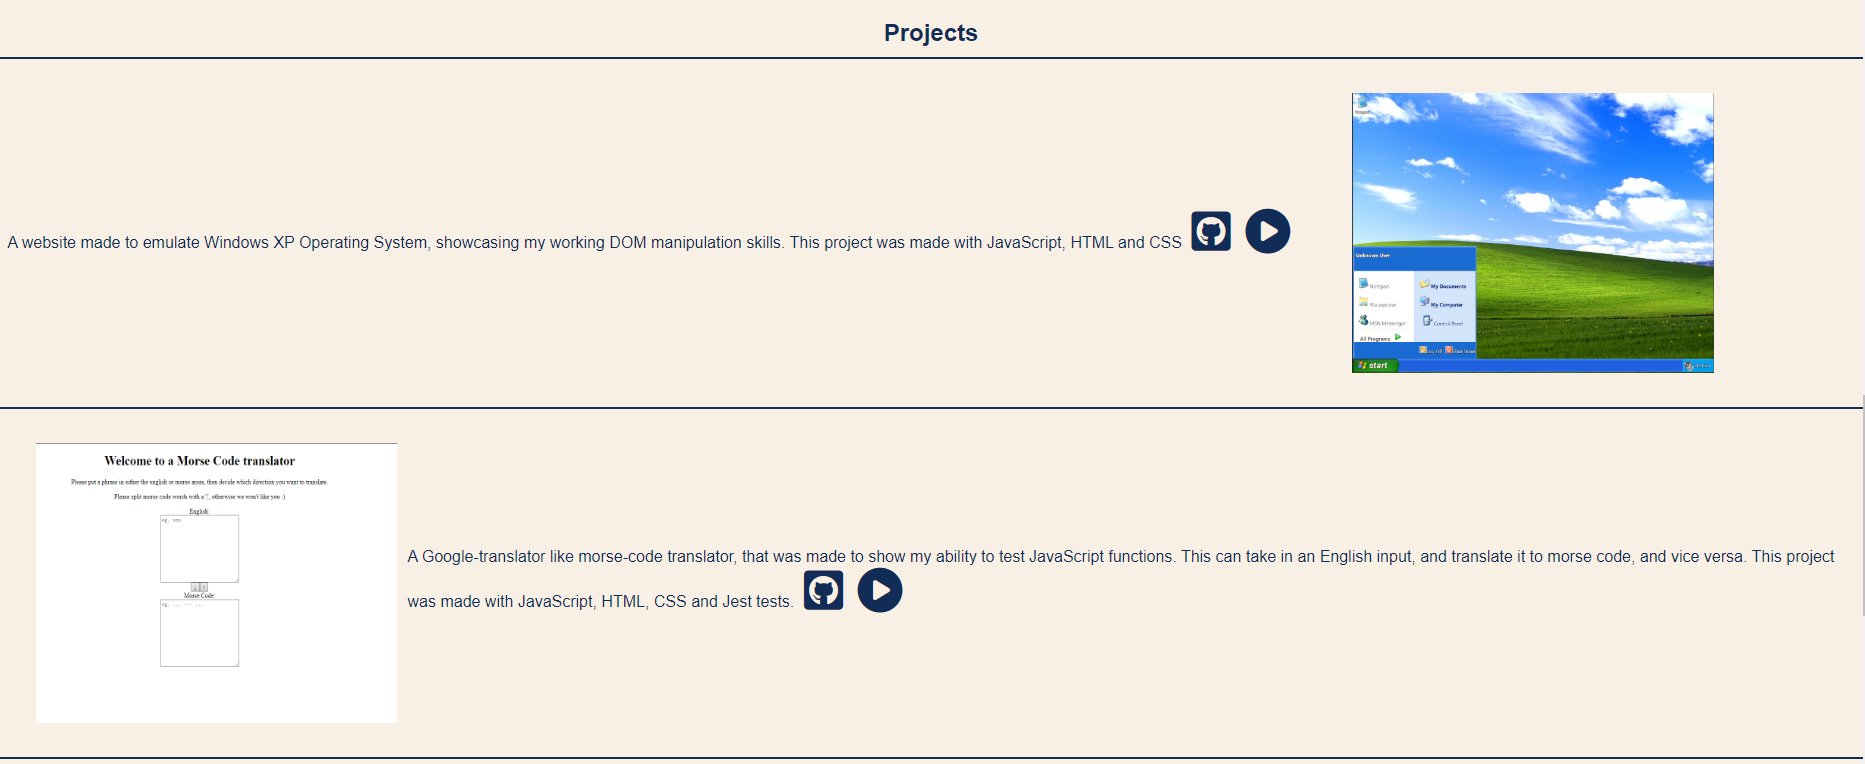 Projects
A website made to emulate Windows XP Operating System, showcasing my working DOM manipulation skills. This project was made with JavaScript, HTML and CSS
Notepad
Unknown User
Notepad
My Documents
File explorer
My Computer
MSN Messenger
Control Panel
All Programs
Log Off
Shut Down
start
Welcome to a Morse Code translator
Please put a phrase in either the english or morse areas, then decide which direction you want to translate.
Please split morse code words with a '|', otherwise we won't like you :)
English:
eg. sos
Morse Code:
eg. ... --- ...
A Google-translator like morse-code translator, that was made to show my ability to test JavaScript functions. This can take in an English input, and translate it to morse code, and vice versa. This project
was made with JavaScript, HTML, CSS and Jest tests.